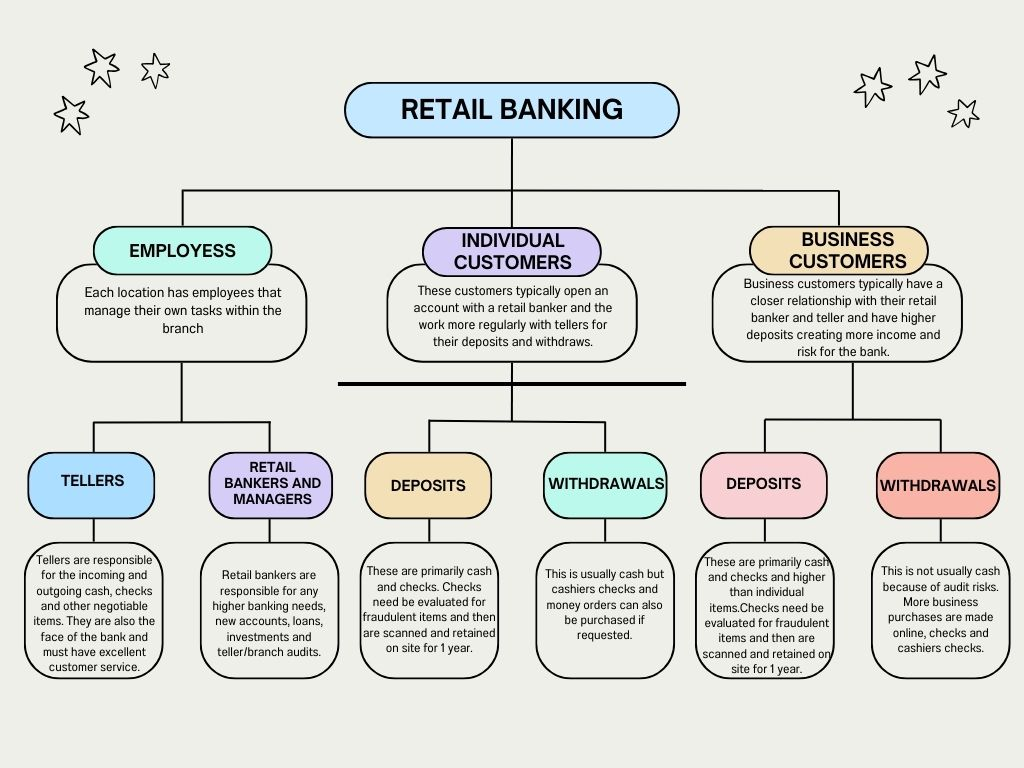 RETAIL BANKING
EMPLOYESS
Each location has employees that
manage their own tasks within the
branch
INDIVIDUAL
CUSTOMERS
These customers typically open an
account with a retail banker and the
work more regularly with tellers for
their deposits and withdraws.
BUSINESS
CUSTOMERS
Business customers typically have a
closer relationship with their retail
banker and teller and have higher
deposits creating more income and
risk for the bank.
TELLERS
Tellers are responsible
for the incoming and
outgoing cash, checks
and other negotiable
items. They are also the
face of the bank and
must have excellent
customer service.
RETAIL
BANKERS AND
MANAGERS
Retail bankers are
responsible for any
higher banking needs,
new accounts, loans,
investments and
teller/branch audits.
DEPOSITS
These are primarily cash
and checks. Checks
need be evaluated for
fraudulent items and then
are scanned and retained
on site for 1 year.
WITHDRAWALS
This is usually cash but
cashiers checks and
money orders can also
be purchased if
requested.
DEPOSITS
These are primarily cash
and checks and higher
than individual
items.Checks need be
evaluated for fraudulent
items and then are
scanned and retained on
site for 1 year.
WITHDRAWALS
This is not usually cash
because of audit risks.
More business
purchases are made
online, checks and
cashiers checks.